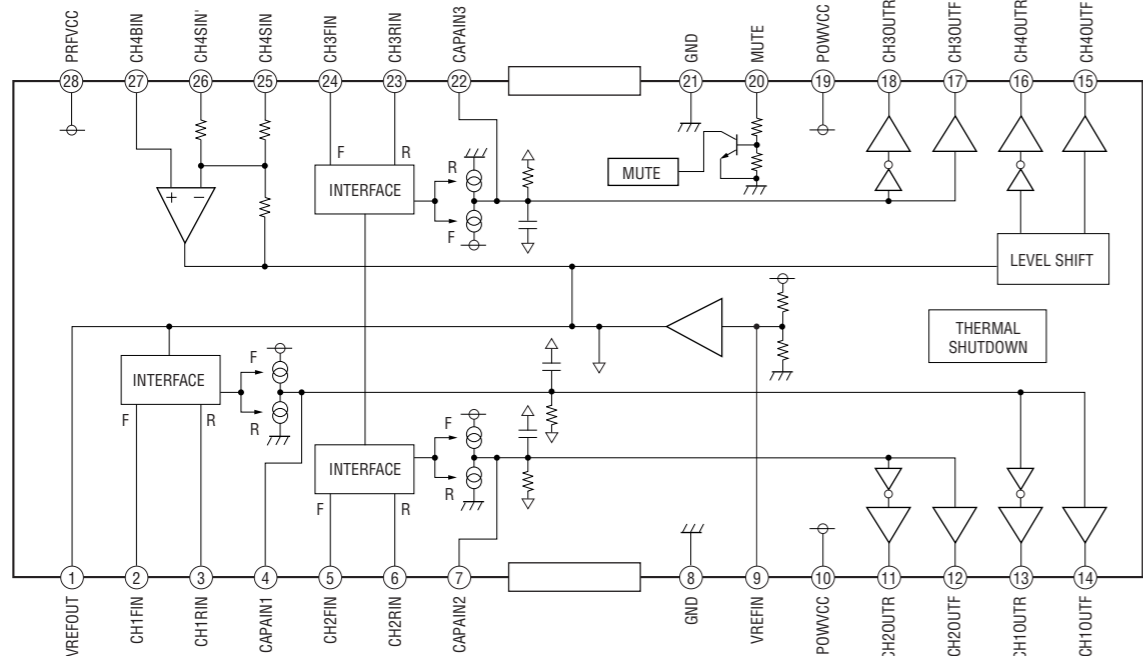 PRFVCC
CH4BIN
CH4SIN'
CH4SIN
CH3FIN
CH3RIN
CAPAIN3
GND
MUTE
POWVCC
CH3OUTR
CH3OUTF
CH4OUTR
CH4OUTF
28 27 26 25 24 23 22 21 20 19 18 17 16 15
F R
INTERFACE
R
F
MUTE
+ −
LEVEL SHIFT
THERMAL
SHUTDOWN
INTERFACE
F
R
F R
INTERFACE
F
R
F R
1 2 3 4 5 6 7 8 9 10 11 12 13 14
VREFOUT
CH1FIN
CH1RIN
CAPAIN1
CH2FIN
CH2RIN
CAPAIN2
GND
VREFIN
POWVCC
CH2OUTR
CH2OUTF
CH1OUTR
CH1OUTF